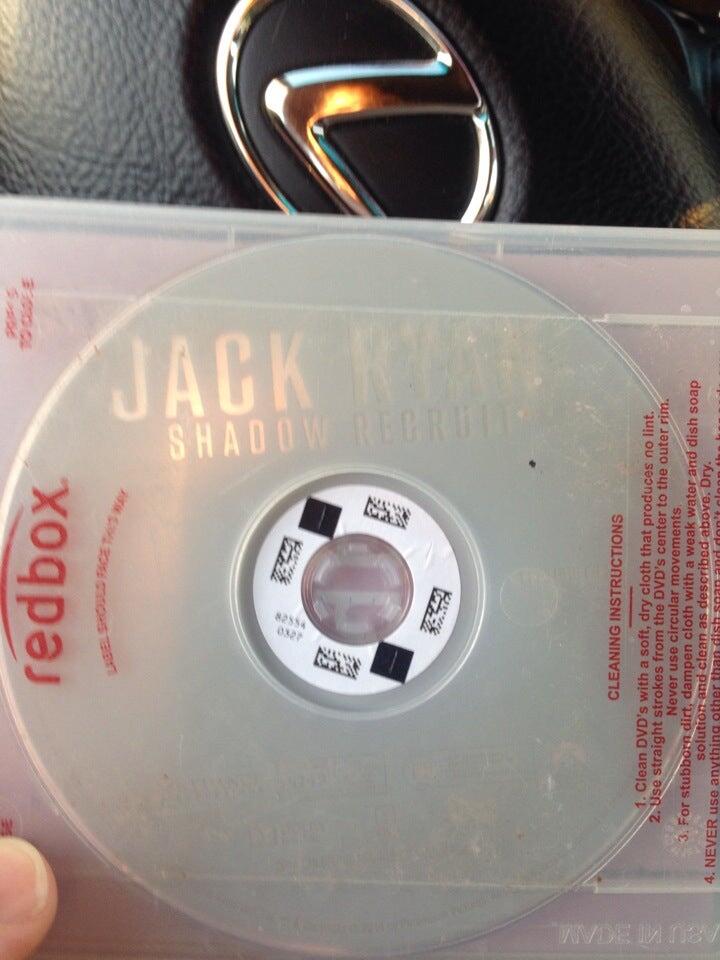 JACK RYAN
SHADOW RECRUIT
redbox.
LABEL SHOULD FACE THIS WAY
82554
0327
CLEANING INSTRUCTIONS
1. Clean DVD's with a soft, dry cloth that produces no lint.
2. Use straight strokes from the DVD's center to the outer rim.
Never use circular movements.
3. For stubborn dirt, dampen cloth with a weak water and dish soap
solution and clean as described above. Dry.
4. NEVER use anything other than dish
MADE IN USA